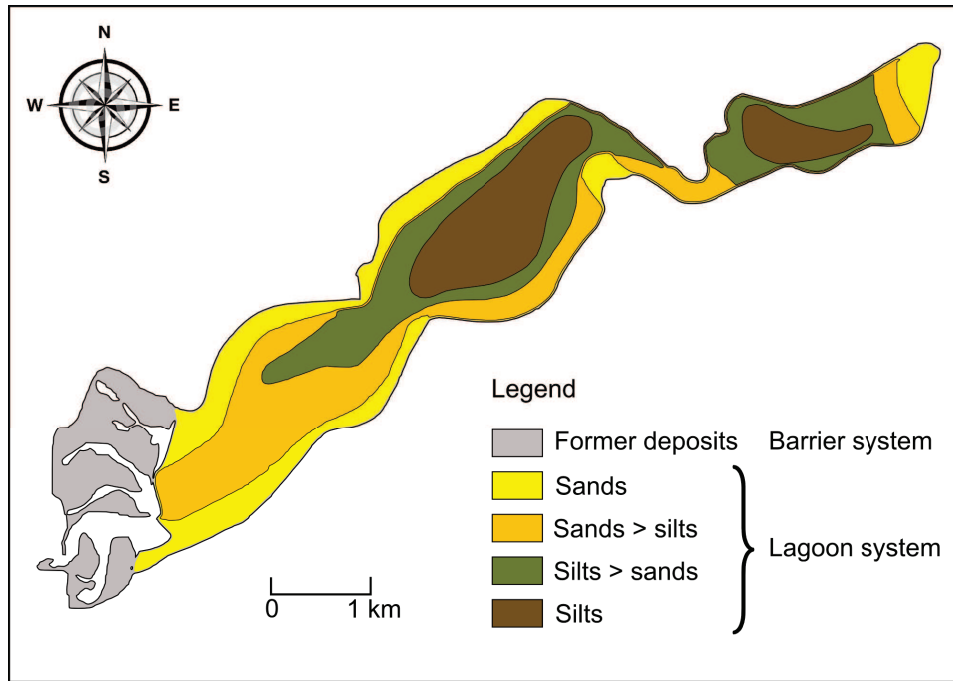 N
W E
S
Legend
Former deposits Barrier system
Sands
Sands > silts
Lagoon system
Silts > sands
Silts
0 1 km